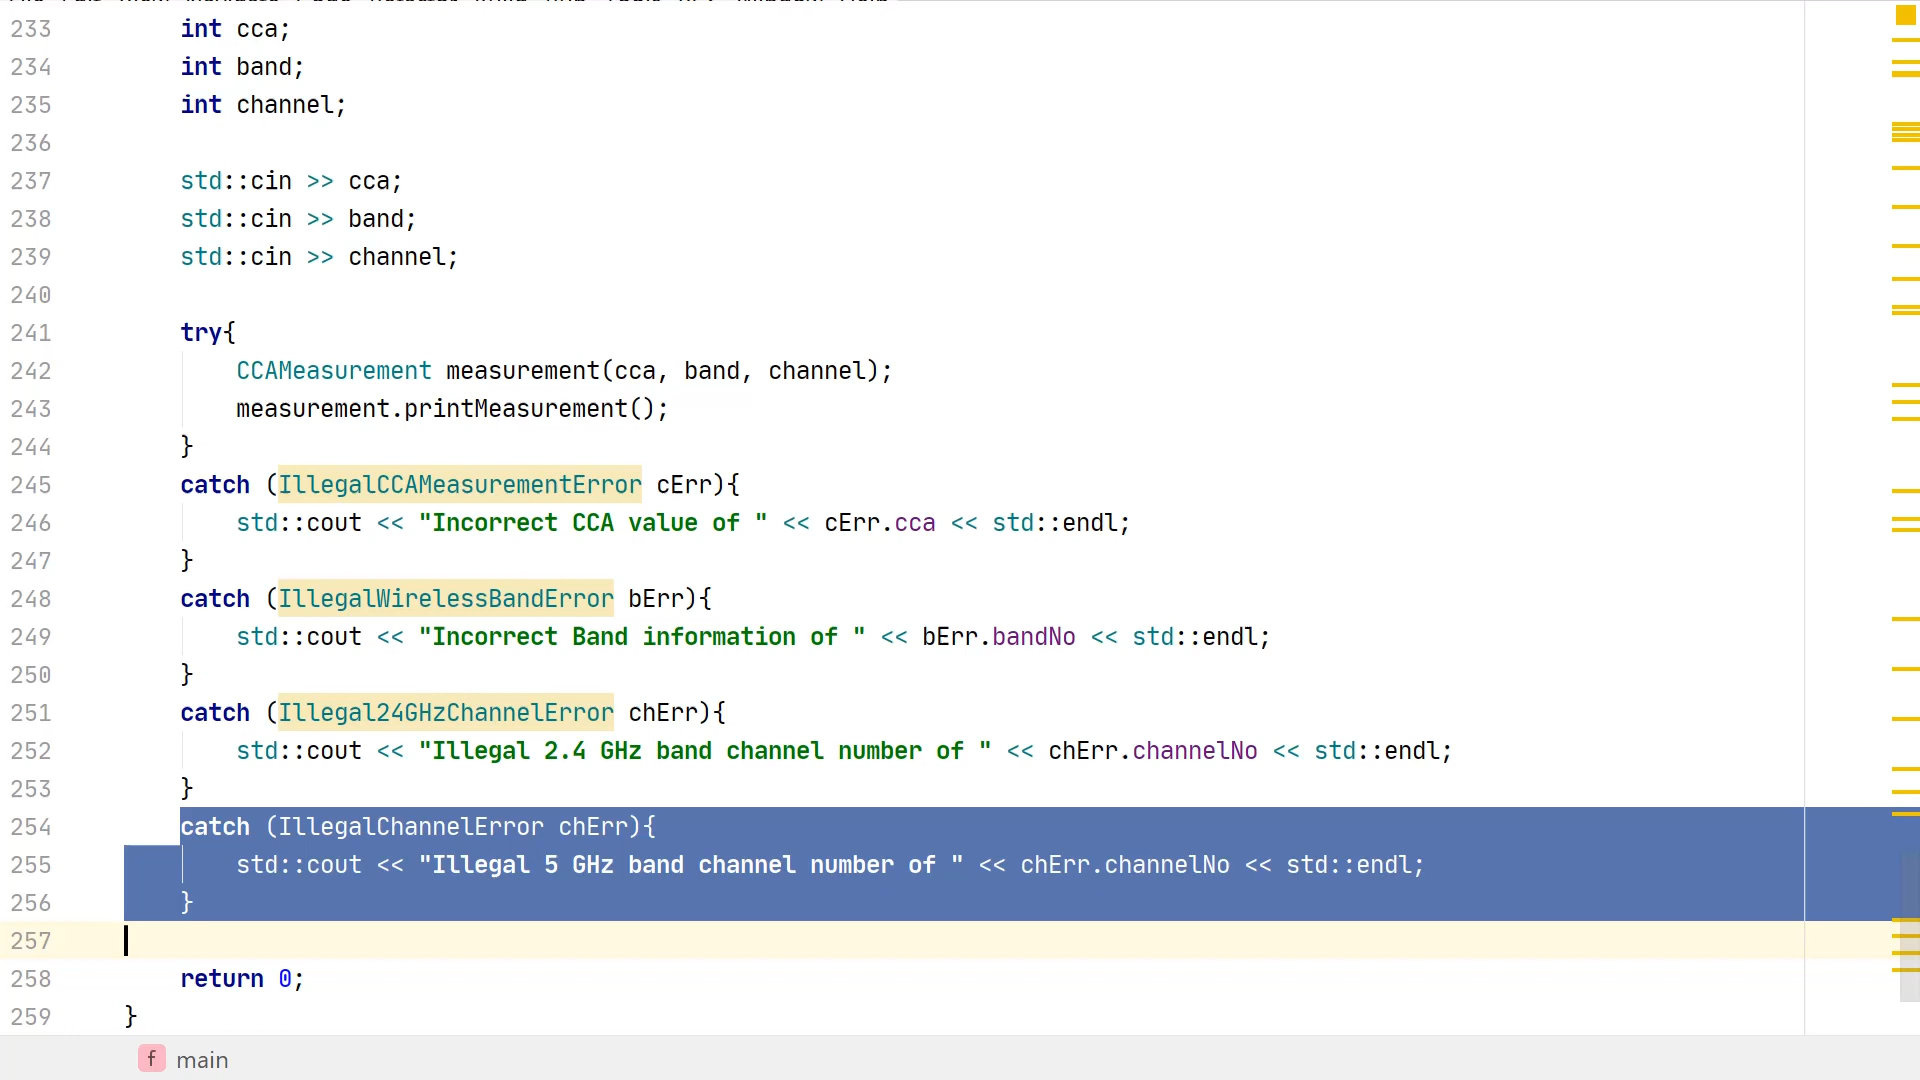 233 int cca;
234 int band;
235 int channel;
236
237 std::cin >> cca;
238 std::cin >> band;
239 std::cin >> channel;
240
241 try{
242 CCAMeasurement measurement(cca, band, channel);
243 measurement.printMeasurement();
244 }
245 catch (IllegalCCAMeasurementError cErr){
246 std::cout << "Incorrect CCA value of " << cErr.cca << std::endl;
247 }
248 catch (IllegalWirelessBandError bErr){
249 std::cout << "Incorrect Band information of " << bErr.bandNo << std::endl;
250 }
251 catch (Illegal24GHzChannelError chErr){
252 std::cout << "Illegal 2.4 GHz band channel number of " << chErr.channelNo << std::endl;
253 }
254 catch (IllegalChannelError chErr){
255 std::cout << "Illegal 5 GHz band channel number of " << chErr.channelNo << std::endl;
256 }
257
258 return 0;
259 }
f main